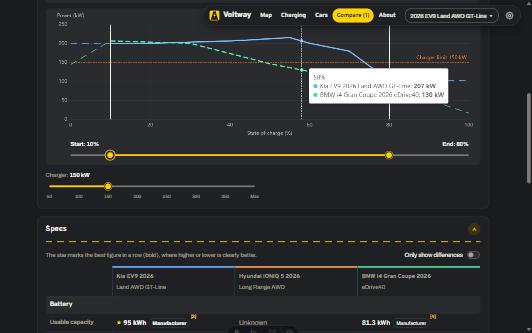 Power (kW)
Voltway Map Charging Cars Compare (1) About 2026 EV9 Land AWD GT-Line
250
200
150
100
50
0
Charger limit 150 kW
58%
Kia EV9 2026 Land AWD GT-Line: 207 kW
BMW i4 Gran Coupe 2026 eDrive40: 130 kW
0 20 40 60 100
State of charge (%)
Start: 10% End: 80%
Charger: 150 kW
50 100 150 200 250 300 350 Max
Specs
The star marks the best figure in a row (bold), where higher or lower is clearly better.
Only show differences
Kia EV9 2026 Hyundai IONIQ 5 2026 BMW i4 Gran Coupe 2026
Land AWD GT-Line Long Range AWD eDrive40
Battery
Usable capacity ★ 95 kWh Manufacturer Unknown 81.3 kWh Manufacturer